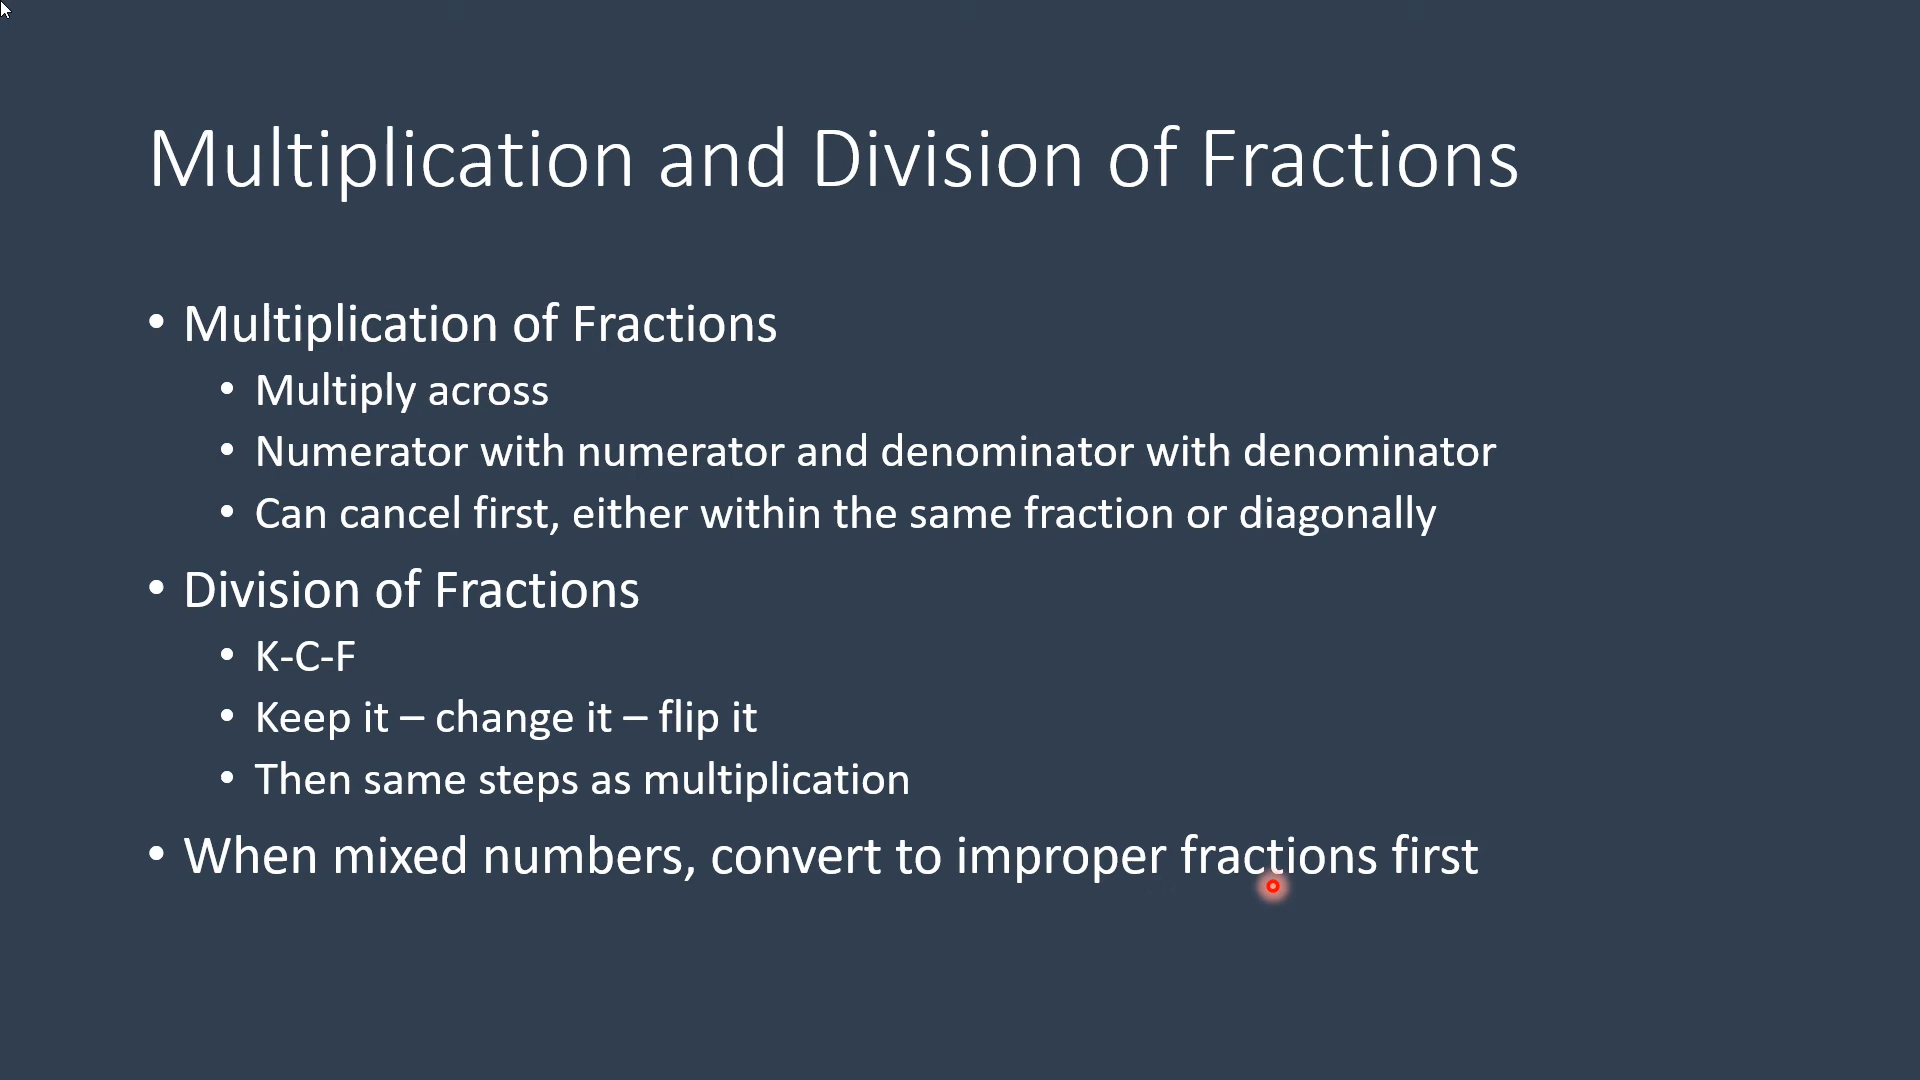 Multiplication and Division of Fractions
• Multiplication of Fractions
• Multiply across
• Numerator with numerator and denominator with denominator
• Can cancel first, either within the same fraction or diagonally
• Division of Fractions
• K-C-F
• Keep it – change it – flip it
• Then same steps as multiplication
• When mixed numbers, convert to improper fractions first